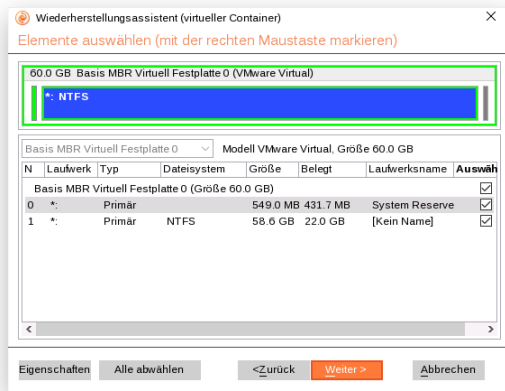 Wiederherstellungsassistent (virtueller Container)
Elemente auswählen (mit der rechten Maustaste markieren)
60.0 GB Basis MBR Virtuell Festplatte 0 (VMware Virtual)
*: NTFS
Basis MBR Virtuell Festplatte 0 Modell VMware Virtual, Größe 60.0 GB
N Laufwerk Typ Dateisystem Größe Belegt Laufwerksname Auswäh
Basis MBR Virtuell Festplatte 0 (Größe 60.0 GB)
0 *: Primär 549.0 MB 431.7 MB System Reserve
1 *: Primär NTFS 58.6 GB 22.0 GB [Kein Name]
Eigenschaften Alle abwählen <Zurück Weiter > Abbrechen